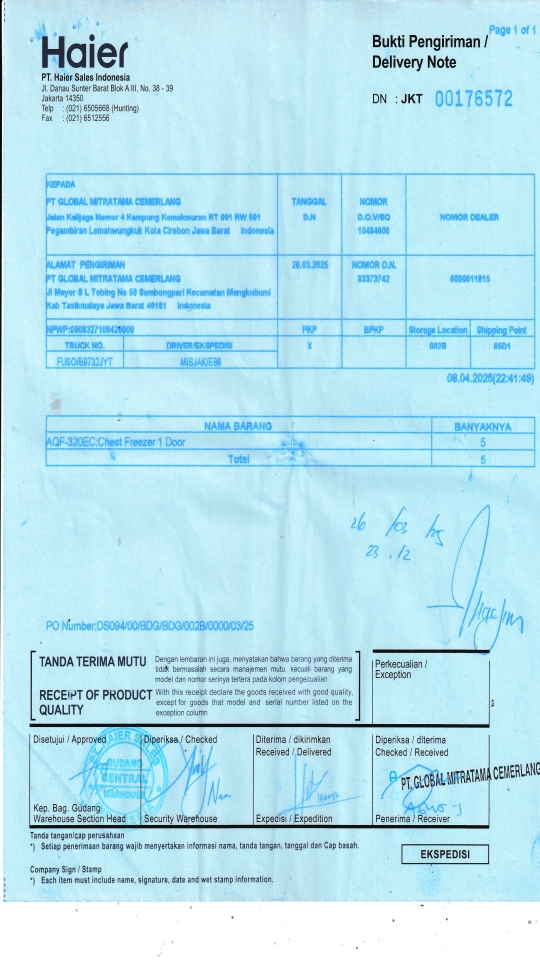 Page 1 of 1
Haier
PT. Haier Sales Indonesia
Jl. Danau Sunter Barat Blok A III, No. 38 - 39
Jakarta 14350
Telp : (021) 6505668 (Hunting)
Fax : (021) 6512556
Bukti Pengiriman /
Delivery Note
DN : JKT 00176572
KEPADA
PT GLOBAL MITRATAMA CEMERLANG
Jalan Kalijaga Nomor 4 Kampung Kemakmuran RT 001 RW 001
Pegambiran Lemahwungkuk Kota Cirebon Jawa Barat Indonesia
TANGGAL
D.N
NOMOR
D.O.V/SO
10484600
NOMOR DEALER
ALAMAT PENGIRIMAN
PT GLOBAL MITRATAMA CEMERLANG
Jl Mayor S L Tobing No 50 Sambongpari Kecamatan Mangkubumi
Kab Tasikmalaya Jawa Barat 46181 Indonesia
26.03.2025
NOMOR D.N.
83373742
6000011815
NPWP:
PKP
BPKP
Storage Location
Shipping Point
TRUCK NO.
DRIVER/EKSPEDISI
X
002B
65D1
FUSO/B9732JYT
MISJAK/E98
08.04.2025(22:41:49)
NAMA BARANG
BANYAKNYA
AQF-320EC:Chest Freezer 1 Door
5
Total
5
26 /03 /25
23.12
PO Number:DS094/00/BDG/BDG/002B/0000/03/25
TANDA TERIMA MUTU
Dengan lembaran ini juga, menyatakan bahwa barang yang diterima
tidak bermasalah secara manajemen mutu, kecuali barang yang
model dan nomor serinya tertera pada kolom pengecualian
RECEIPT OF PRODUCT
QUALITY
With this receipt declare the goods received with good quality,
except for goods that model and serial number listed on the
exception column
Perkecualian /
Exception
Disetujui / Approved
Diperiksa / Checked
Diterima / dikirimkan
Received / Delivered
Diperiksa / diterima
Checked / Received
GUDANG
CENTRAL
WAREHOUSE
PT. GLOBAL MITRATAMA CEMERLANG
Kep. Bag. Gudang
Warehouse Section Head
Security Warehouse
Expedisi / Expedition
Penerima / Receiver
Tanda tangan/cap perusahaan
*) Setiap penerimaan barang wajib menyertakan informasi nama, tanda tangan, tanggal dan Cap basah.
EKSPEDISI
Company Sign / Stamp
*) Each item must include name, signature, date and wet stamp information.